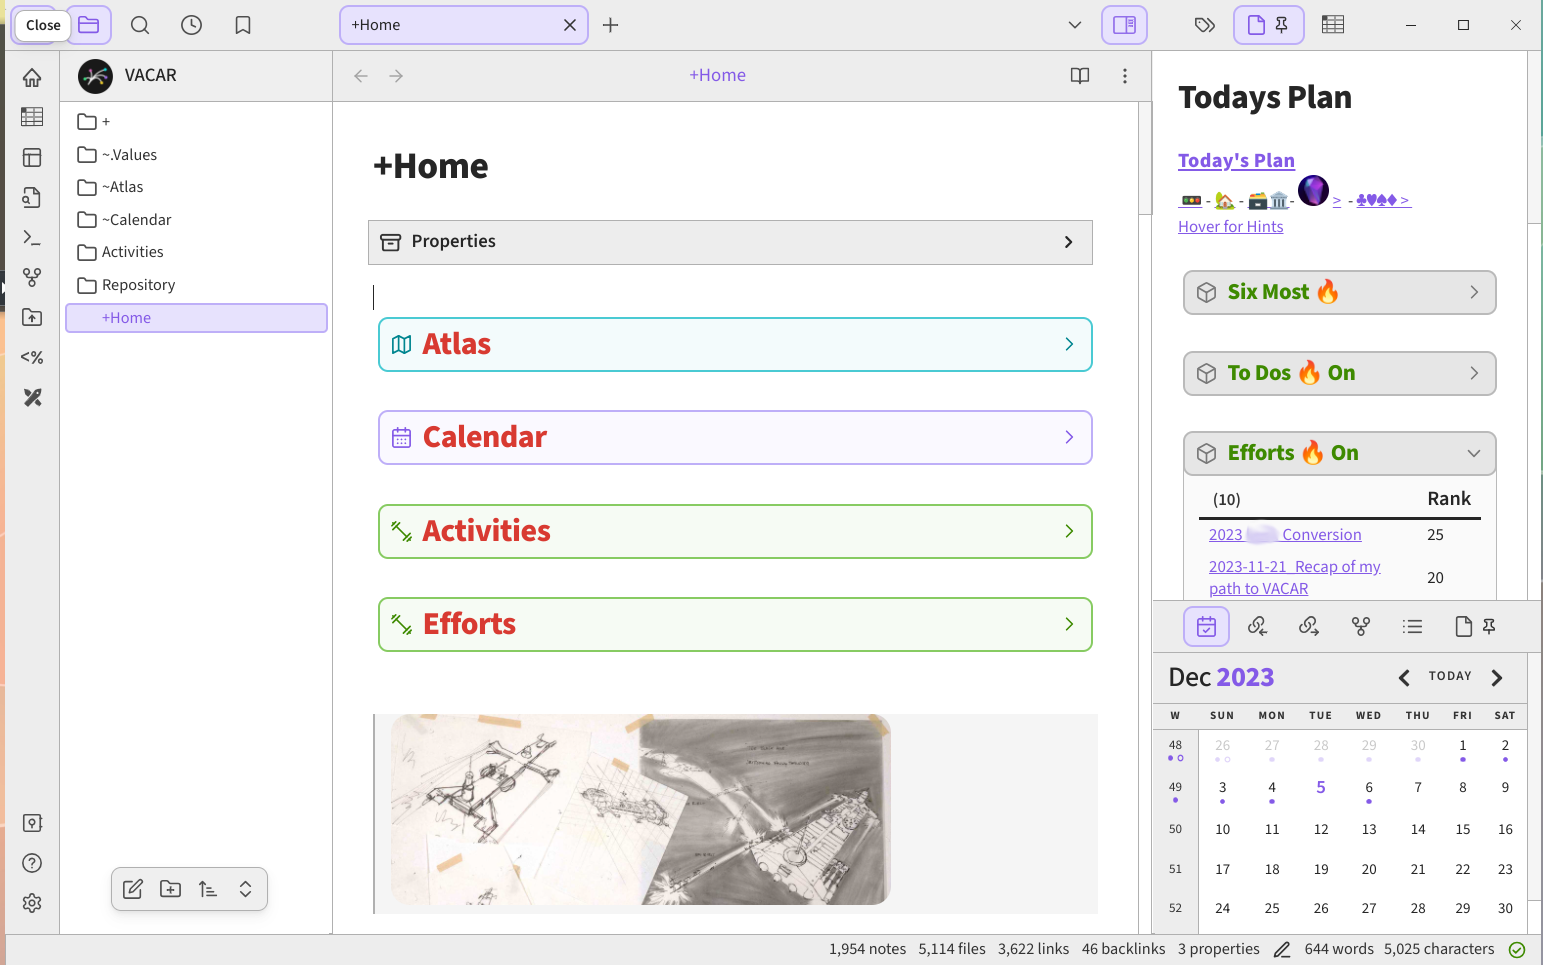 Close
+Home
VACAR
+Home
+
~.Values
~Atlas
~Calendar
Activities
Repository
+Home
<%
+Home
Properties
Atlas
Calendar
Activities
Efforts
Todays Plan
Today's Plan
- - - > - ♣♥♠♦ >
Hover for Hints
Six Most 🔥
To Dos 🔥 On
Efforts 🔥 On
(10) Rank
2023 Conversion 25
2023-11-21 Recap of my
path to VACAR 20
Dec 2023 TODAY
W SUN MON TUE WED THU FRI SAT
48 26 27 28 29 30 1 2
49 3 4 5 6 7 8 9
50 10 11 12 13 14 15 16
51 17 18 19 20 21 22 23
52 24 25 26 27 28 29 30
1,954 notes 5,114 files 3,622 links 46 backlinks 3 properties 644 words 5,025 characters